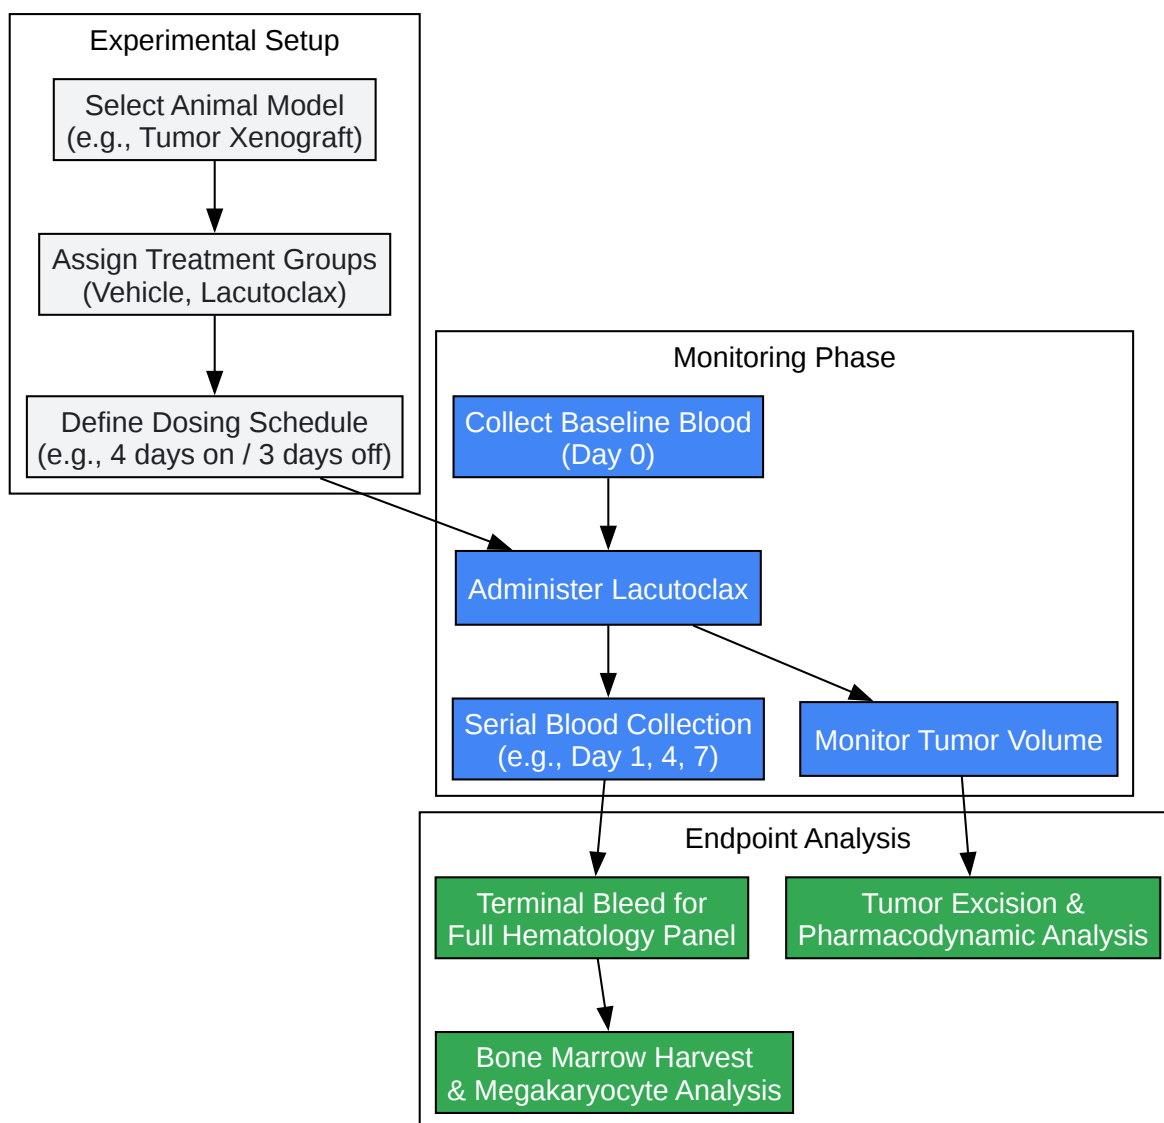 Experimental Setup
Select Animal Model
(e.g., Tumor Xenograft)
Assign Treatment Groups
(Vehicle, Lacutoclax)
Define Dosing Schedule
(e.g., 4 days on / 3 days off)
Monitoring Phase
Collect Baseline Blood
(Day 0)
Administer Lacutoclax
Serial Blood Collection
(e.g., Day 1, 4, 7)
Monitor Tumor Volume
Endpoint Analysis
Terminal Bleed for
Full Hematology Panel
Tumor Excision &
Pharmacodynamic Analysis
Bone Marrow Harvest
& Megakaryocyte Analysis